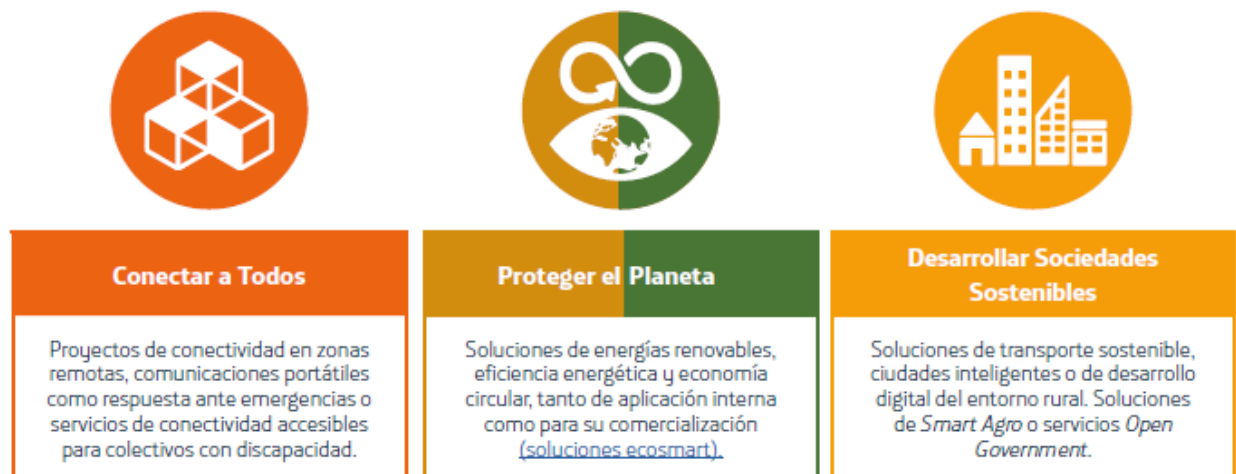 Conectar a Todos
Proyectos de conectividad en zonas
remotas, comunicaciones portátiles
como respuesta ante emergencias o
servicios de conectividad accesibles
para colectivos con discapacidad.
Proteger el Planeta
Soluciones de energías renovables,
eficiencia energética y economía
circular, tanto de aplicación interna
como para su comercialización
(soluciones ecosmart).
Desarrollar Sociedades
Sostenibles
Soluciones de transporte sostenible,
ciudades inteligentes o de desarrollo
digital del entorno rural. Soluciones
de Smart Agro o servicios Open
Government.